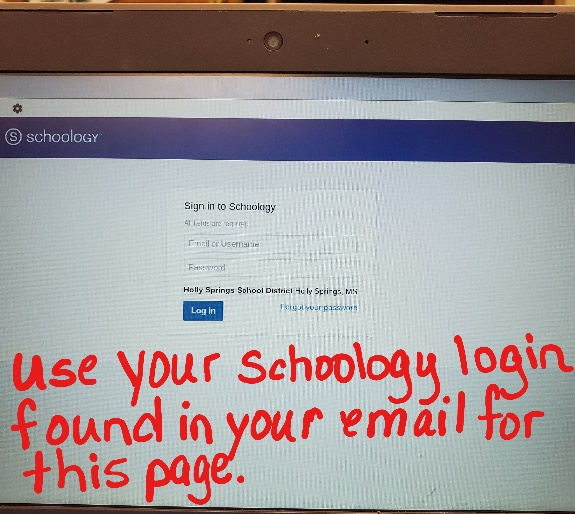 schoology
Sign in to Schoology
All fields are required.
Email or Username
Password
Holly Springs School District Holly Springs, MS
Log in
Forgot your password
use your schoology login
found in your email for
this page.